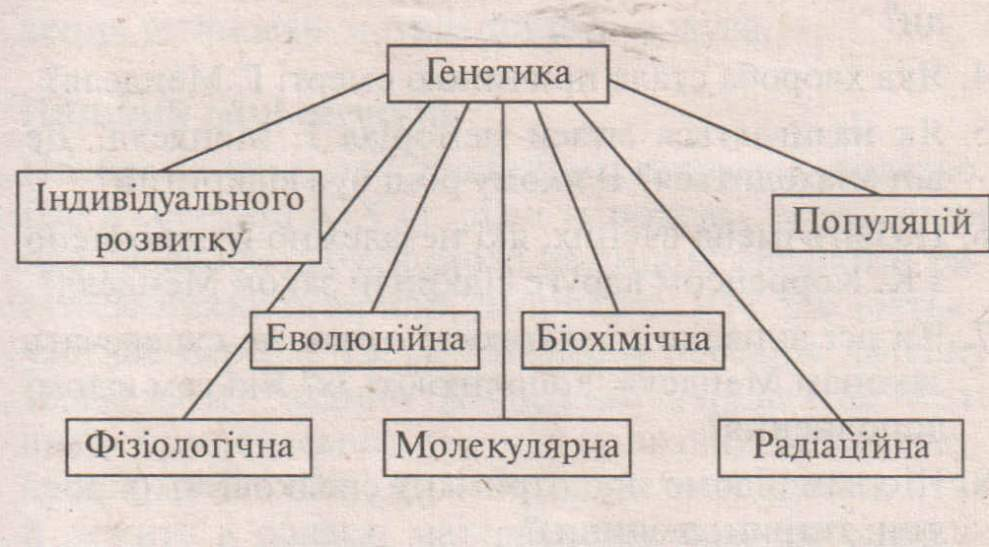 Генетика
Індивідуального
розвитку
Популяцій
Еволюційна
Біохімічна
Фізіологічна
Молекулярна
Радіаційна